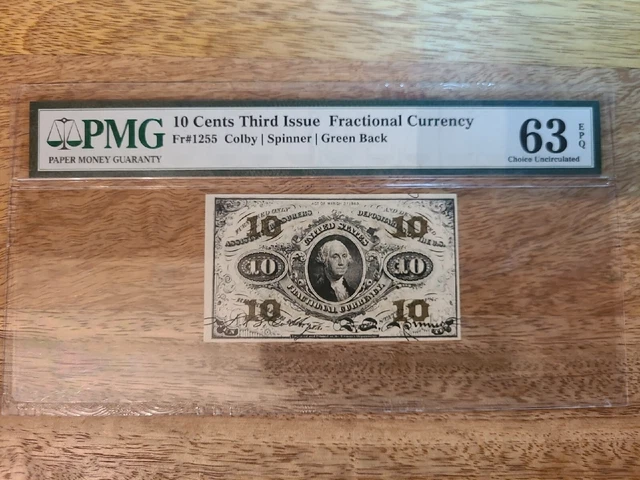 PMG
PAPER MONEY GUARANTY
10 Cents Third Issue Fractional Currency
Fr#1255 Colby | Spinner | Green Back
63
EPQ
Choice Uncirculated
10 10
UNITED STATES
10 10
FRACTIONAL CURRENCY.
10 10